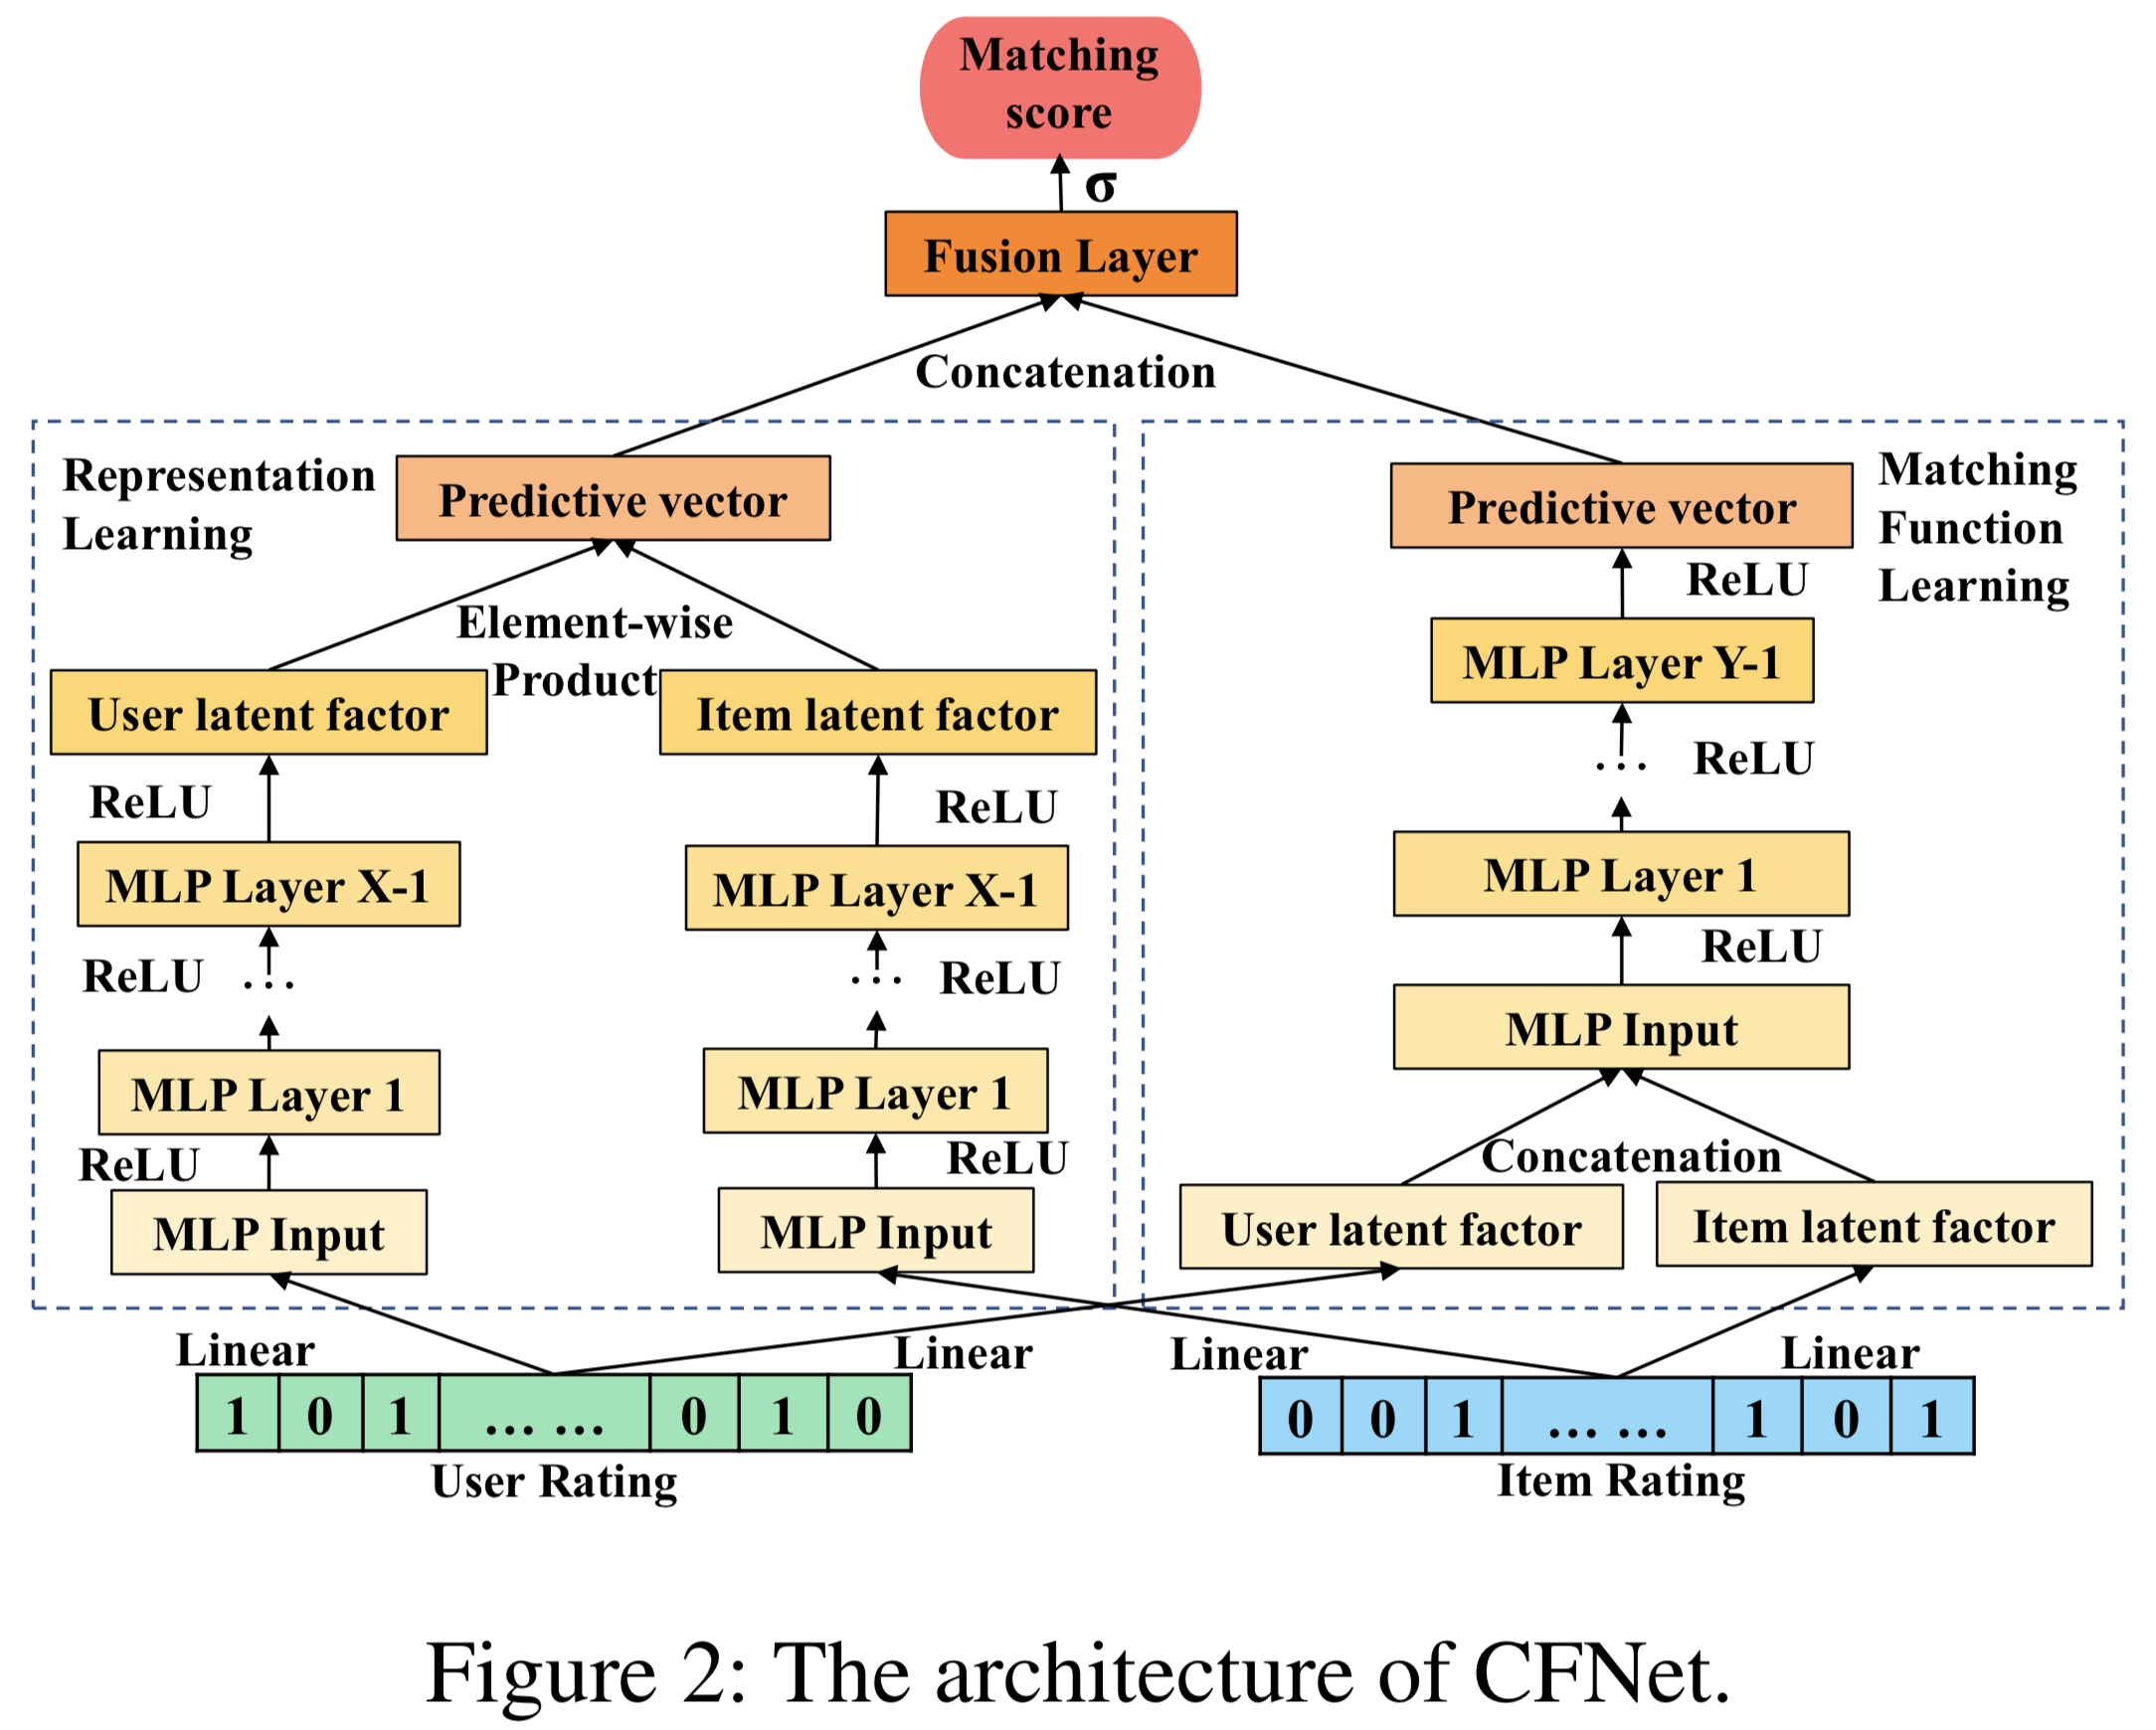 Matching
score
σ
Fusion Layer
Concatenation
Representation
Learning
Predictive vector
Element-wise
Product
User latent factor
Item latent factor
ReLU
ReLU
MLP Layer X-1
MLP Layer X-1
ReLU
...
...
ReLU
MLP Layer 1
MLP Layer 1
ReLU
ReLU
MLP Input
MLP Input
Matching
Function
Learning
Predictive vector
ReLU
MLP Layer Y-1
...
ReLU
MLP Layer 1
ReLU
MLP Input
Concatenation
User latent factor
Item latent factor
Linear
Linear
Linear
Linear
1 0 1 ... ... 0 1 0
User Rating
0 0 1 ... ... 1 0 1
Item Rating
Figure 2: The architecture of CFNet.